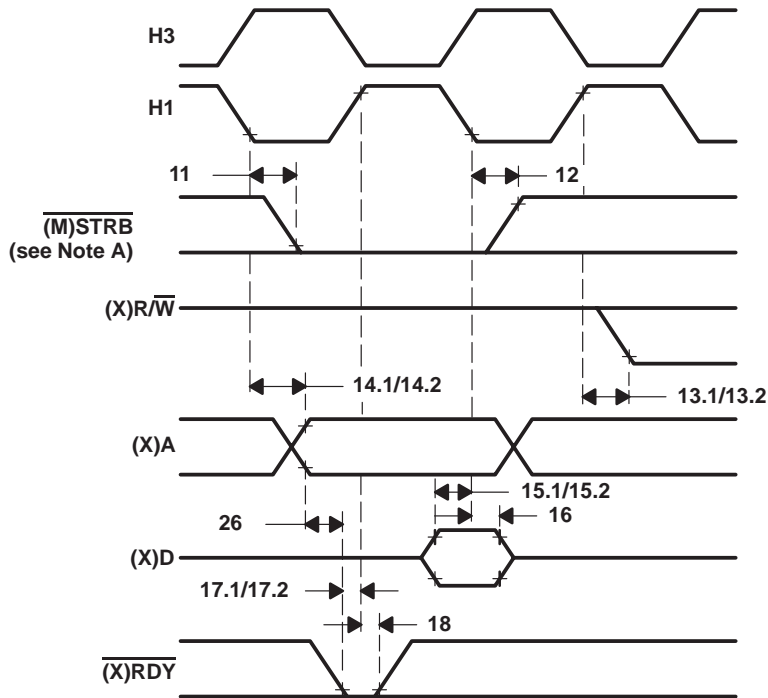 H3
H1
11
12
(M)STRB
(see Note A)
(X)R/W
14.1/14.2
13.1/13.2
(X)A
15.1/15.2
26
16
(X)D
17.1/17.2
18
(X)RDY